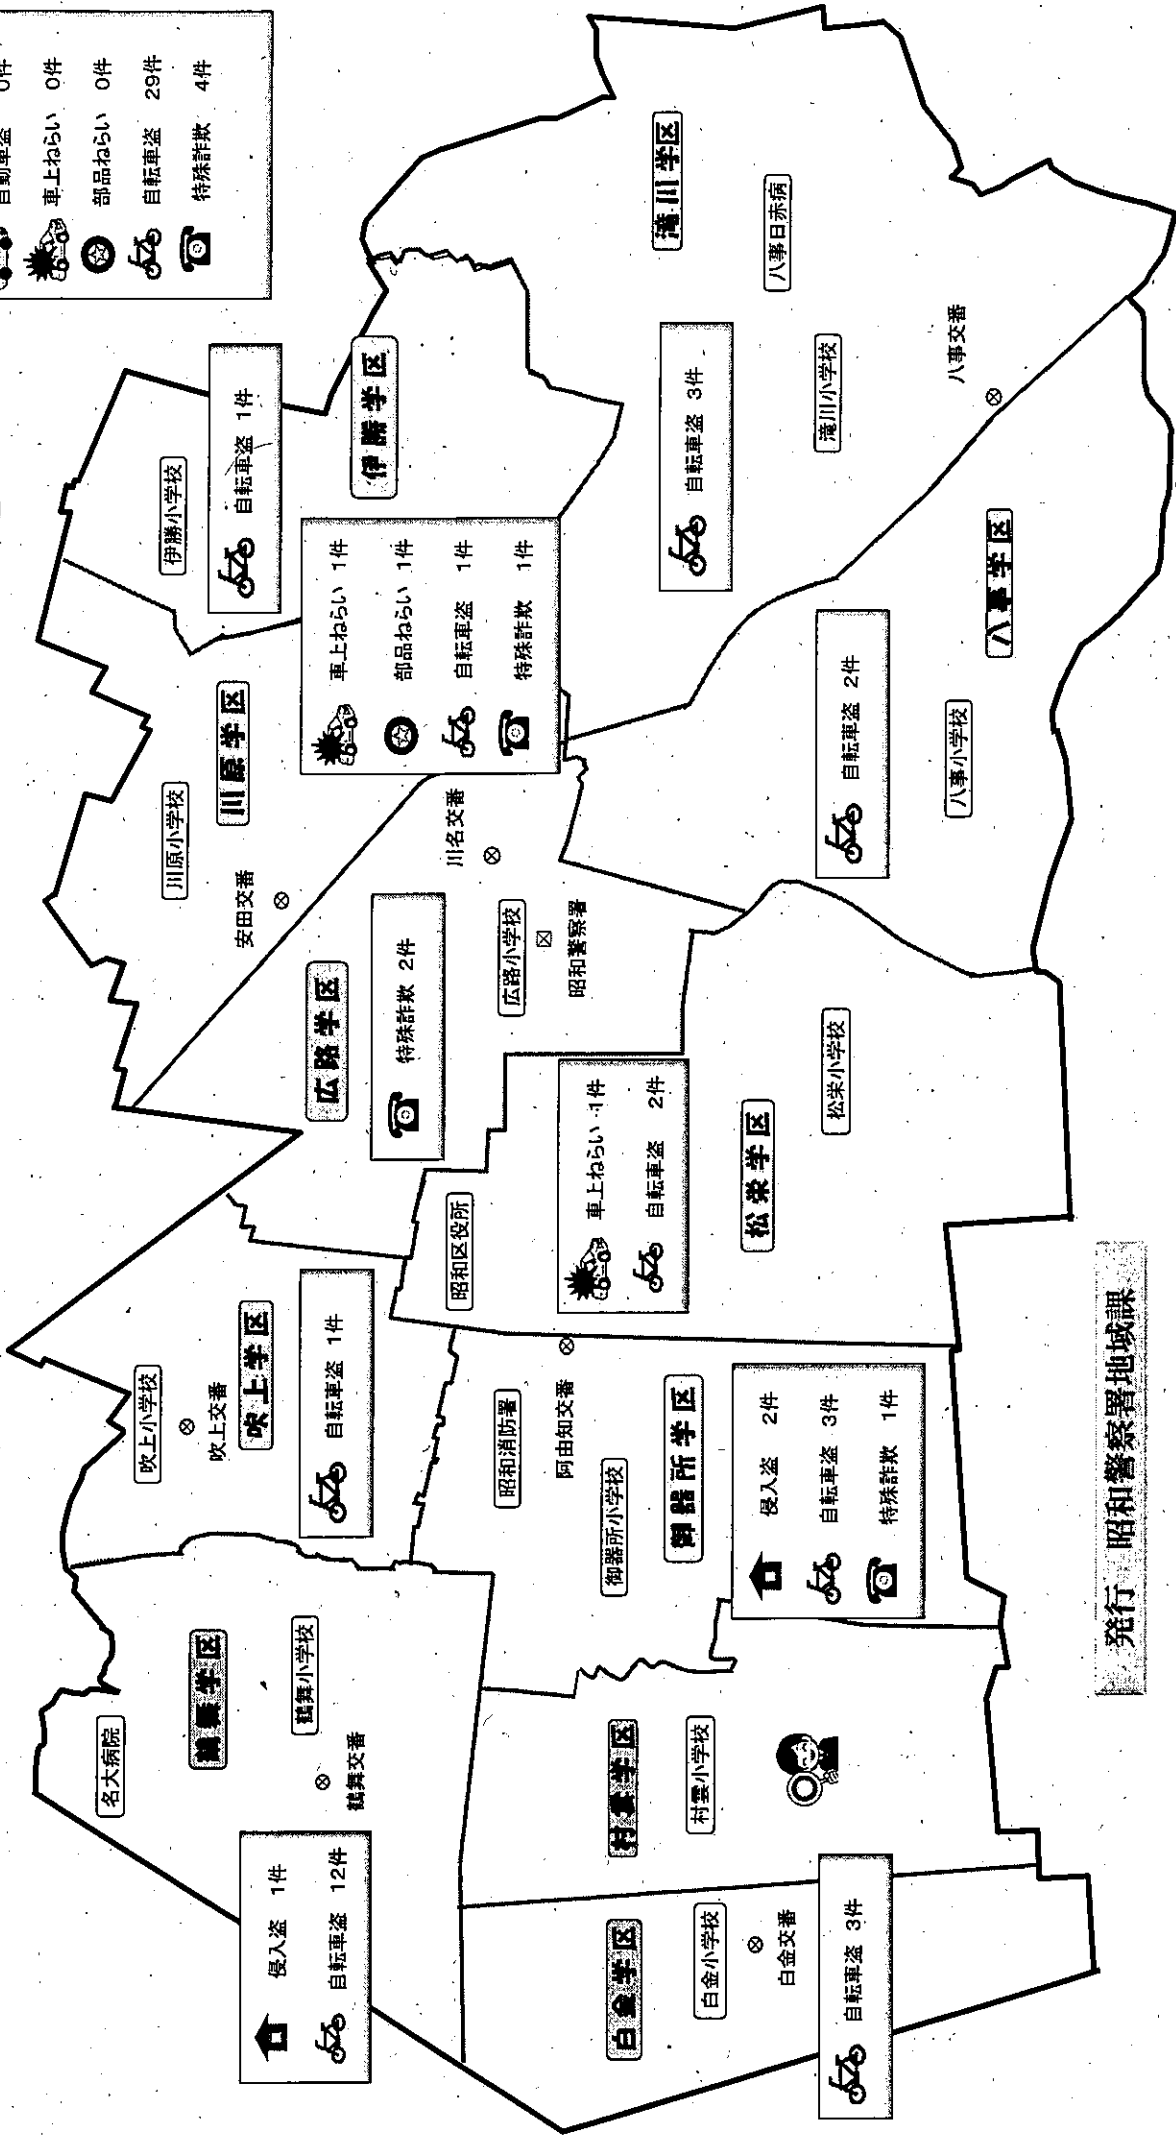 自動車盗 0件
車上ねらい 0件
部品ねらい 0件
自転車盗 29件
特殊詐欺 4件
名大病院
鶴舞学区
鶴舞小学校
鶴舞交番
侵入盗 1件
自転車盗 12件
吹上小学校
吹上交番
吹上学区
自転車盗 1件
川原小学校
川原学区
安田交番
伊勝小学校
自転車盗 1件
伊勝学区
車上ねらい 1件
部品ねらい 1件
自転車盗 1件
特殊詐欺 1件
広路学区
特殊詐欺 2件
川名交番
広路小学校
昭和警察署
昭和区役所
車上ねらい 1件
自転車盗 2件
松栄学区
松栄小学校
昭和消防署
阿由知交番
御器所小学校
御器所学区
侵入盗 2件
自転車盗 3件
特殊詐欺 1件
村雲学区
村雲小学校
白金学区
白金小学校
白金交番
自転車盗 3件
滝川学区
八事日赤病
自転車盗 3件
滝川小学校
八事交番
八事学区
自転車盗 2件
八事小学校
発行 昭和警察署地域課